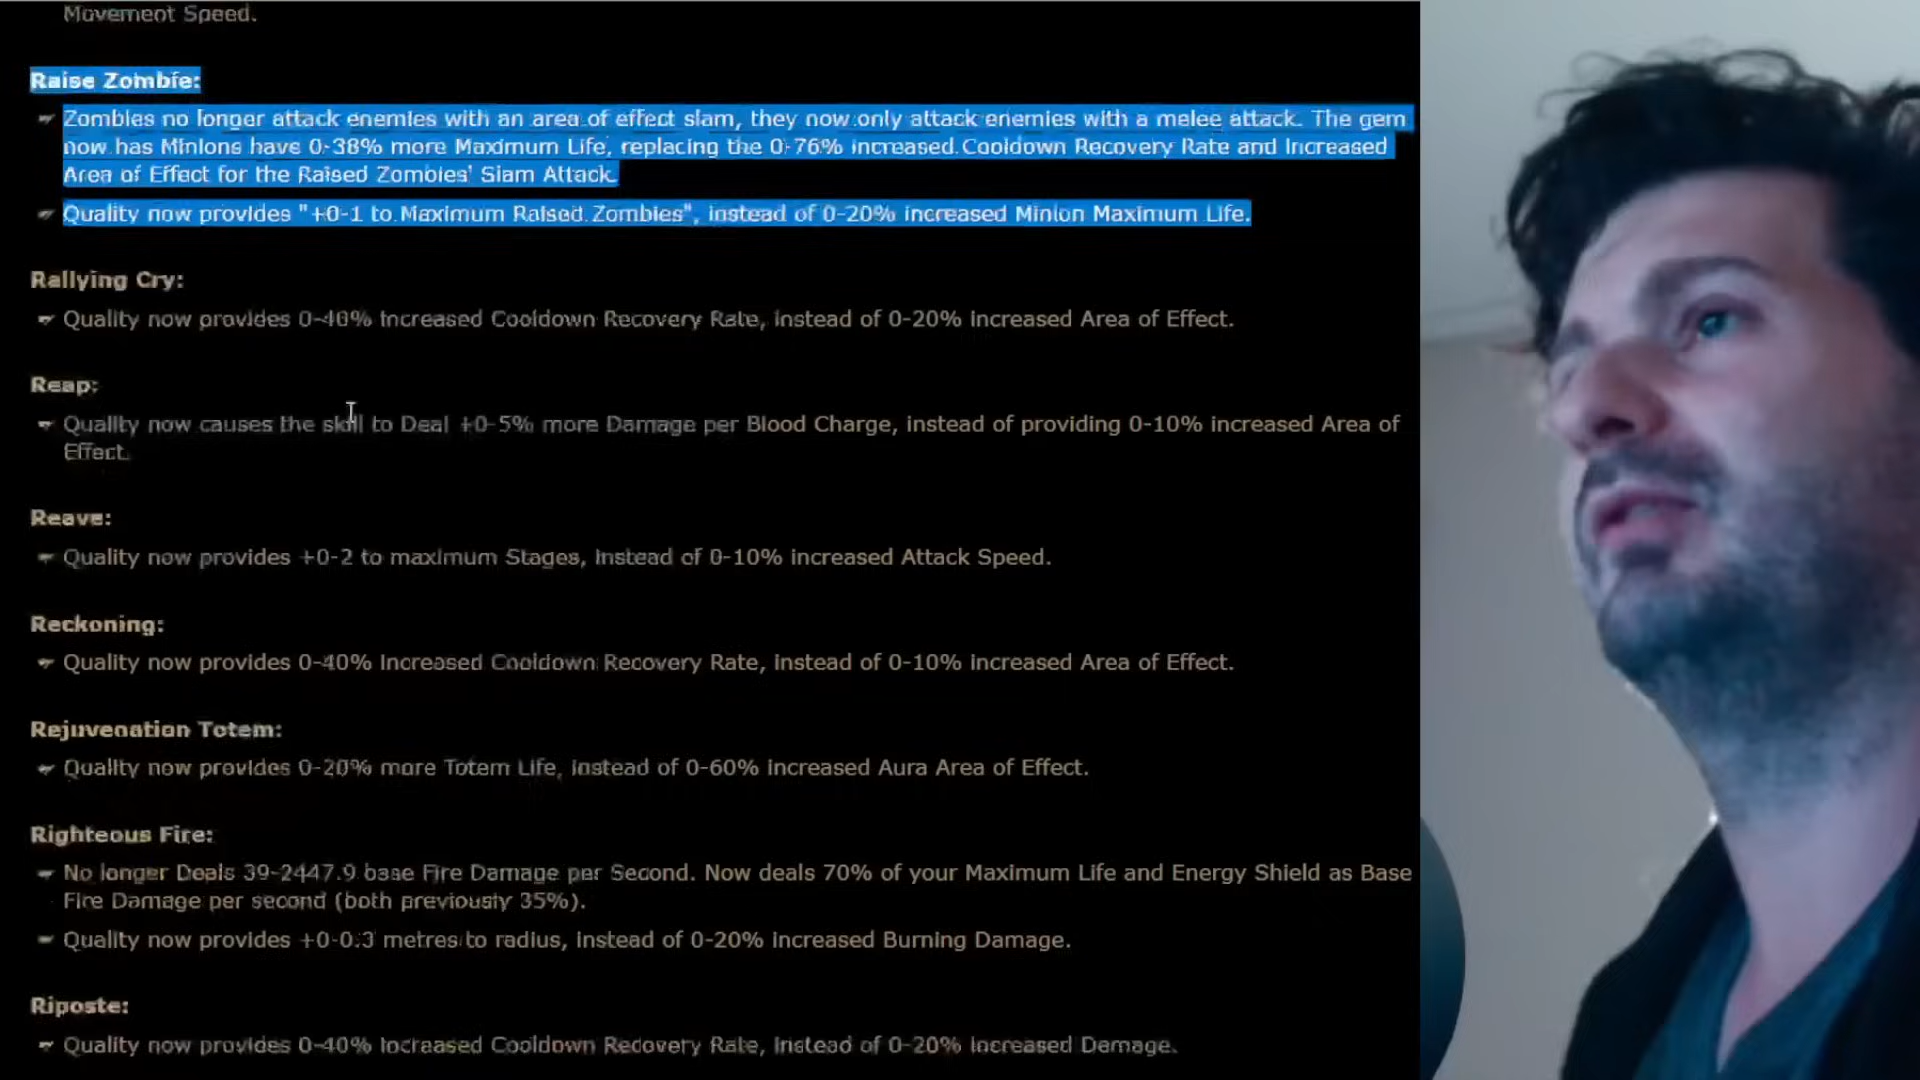 Movement Speed.
Raise Zombie:
Zombies no longer attack enemies with an area of effect slam, they now only attack enemies with a melee attack. The gem
now has Minions have 0-38% more Maximum Life, replacing the 0-76% increased Cooldown Recovery Rate and Increased
Area of Effect for the Raised Zombies' Slam Attack.
Quality now provides "+0-1 to Maximum Raised Zombies", instead of 0-20% increased Minion Maximum Life.
Rallying Cry:
Quality now provides 0-40% increased Cooldown Recovery Rate, instead of 0-20% increased Area of Effect.
Reap:
Quality now causes the skill to Deal +0-5% more Damage per Blood Charge, instead of providing 0-10% increased Area of
Effect.
Reave:
Quality now provides +0-2 to maximum Stages, instead of 0-10% increased Attack Speed.
Reckoning:
Quality now provides 0-40% increased Cooldown Recovery Rate, instead of 0-10% increased Area of Effect.
Rejuvenation Totem:
Quality now provides 0-20% more Totem Life, instead of 0-60% increased Aura Area of Effect.
Righteous Fire:
No longer Deals 39-2447.9 base Fire Damage per Second. Now deals 70% of your Maximum Life and Energy Shield as Base
Fire Damage per second (both previously 35%).
Quality now provides +0-0.3 metres to radius, instead of 0-20% increased Burning Damage.
Riposte:
Quality now provides 0-40% increased Cooldown Recovery Rate, instead of 0-20% increased Damage.